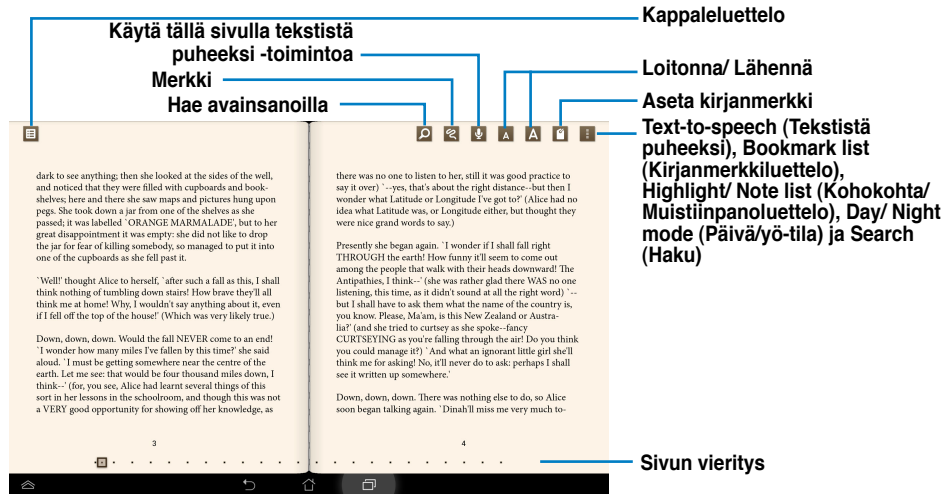 Kappaleluettelo
Käytä tällä sivulla tekstistä
puheeksi -toimintoa
Loitonna/ Lähennä
Merkki
Aseta kirjanmerkki
Hae avainsanoilla
Text-to-speech (Tekstistä
puheeksi), Bookmark list
(Kirjanmerkkiluettelo),
Highlight/ Note list (Kohokohta/
Muistiinpanoluettelo), Day/ Night
mode (Päivä/yö-tila) ja Search
(Haku)
A A
dark to see anything; then she looked at the sides of the well,
and noticed that they were filled with cupboards and book-
shelves; here and there she saw maps and pictures hung upon
pegs. She took down a jar from one of the shelves as she
passed; it was labelled `ORANGE MARMALADE', but to her
great disappointment it was empty: she did not like to drop
the jar for fear of killing somebody, so managed to put it into
one of the cupboards as she fell past it.
`Well!' thought Alice to herself, `after such a fall as this, I shall
think nothing of tumbling down stairs! How brave they'll all
think me at home! Why, I wouldn't say anything about it, even
if I fell off the top of the house!' (Which was very likely true.)
Down, down, down. Would the fall NEVER come to an end!
`I wonder how many miles I've fallen by this time?' she said
aloud. `I must be getting somewhere near the centre of the
earth. Let me see: that would be four thousand miles down, I
think--' (for, you see, Alice had learnt several things of this
sort in her lessons in the schoolroom, and though this was not
a VERY good opportunity for showing off her knowledge, as
3
there was no one to listen to her, still it was good practice to
say it over) `--yes, that's about the right distance--but then I
wonder what Latitude or Longitude I've got to?' (Alice had no
idea what Latitude was, or Longitude either, but thought they
were nice grand words to say.)
Presently she began again. `I wonder if I shall fall right
THROUGH the earth! How funny it'll seem to come out
among the people that walk with their heads downward! The
Antipathies, I think--' (she was rather glad there WAS no one
listening, this time, as it didn't sound at all the right word) `--
but I shall have to ask them what the name of the country is,
you know. Please, Ma'am, is this New Zealand or Austra-
lia?' (and she tried to curtsey as she spoke--fancy
CURTSEYING as you're falling through the air! Do you think
you could manage it?) `And what an ignorant little girl she'll
think me for asking! No, it'll never do to ask: perhaps I shall
see it written up somewhere.'
Down, down, down. There was nothing else to do, so Alice
soon began talking again. `Dinah'll miss me very much to-
4
Sivun vieritys